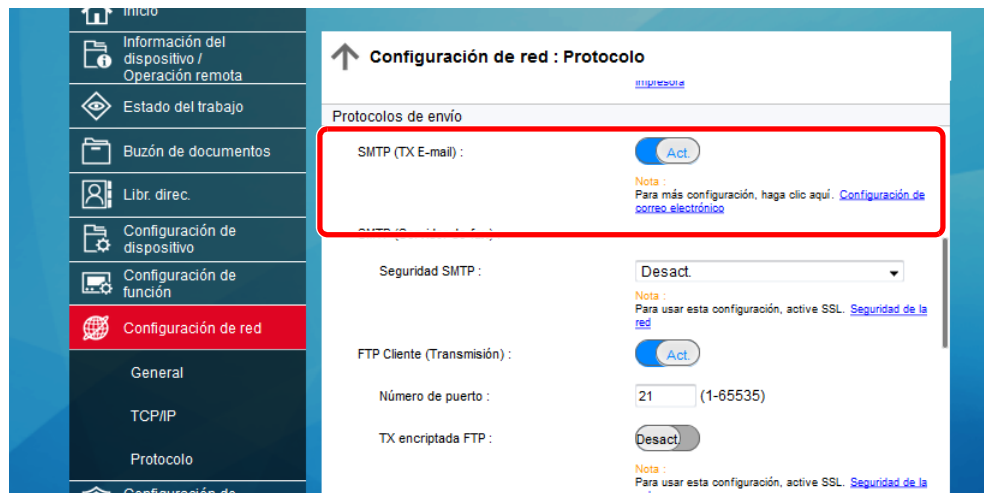 Inicio
Información del
dispositivo /
Operación remota
Estado del trabajo
Buzón de documentos
Libr. direc.
Configuración de
dispositivo
Configuración de
función
Configuración de red
General
TCP/IP
Protocolo
Configuración de
Configuración de red : Protocolo
impresora
Protocolos de envío
SMTP (TX E-mail) :
Act.
Nota :
Para más configuración, haga clic aquí. Configuración de
correo electrónico
Seguridad SMTP :
Desact.
Nota :
Para usar esta configuración, active SSL. Seguridad de la
red
FTP Cliente (Transmisión) :
Act.
Número de puerto :
21 (1-65535)
TX encriptada FTP :
Desact.
Nota :
Para usar esta configuración, active SSL. Seguridad de la